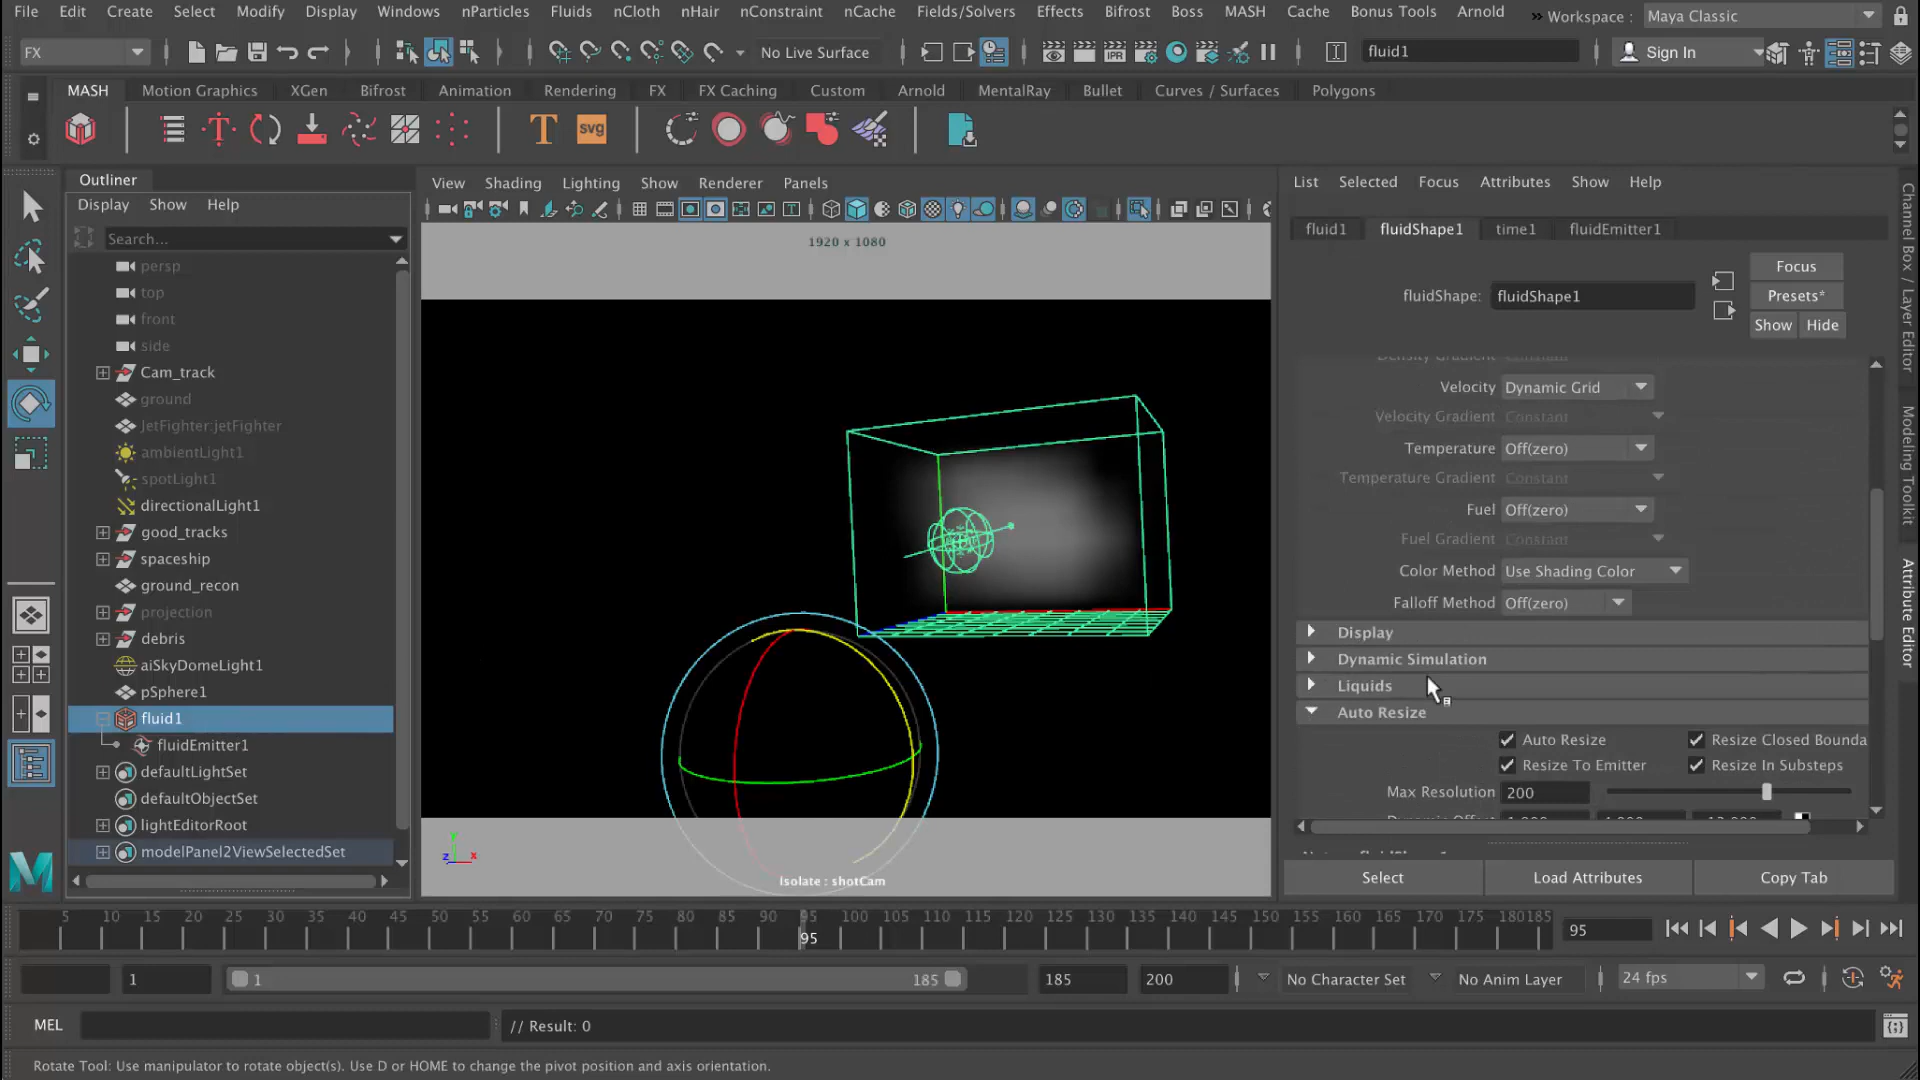 File Edit Create Select Modify Display Windows nParticles Fluids nCloth nHair nConstraint nCache Fields/Solvers Effects Bifrost Boss MASH Cache Bonus Tools Arnold » Workspace : Maya Classic
FX No Live Surface fluid1 Sign In
MASH Motion Graphics XGen Bifrost Animation Rendering FX FX Caching Custom Arnold MentalRay Bullet Curves / Surfaces Polygons
T svg
Outliner
Display Show Help
Search...
persp
top
front
side
Cam_track
ground
JetFighter:jetFighter
ambientLight1
spotLight1
directionalLight1
good_tracks
spaceship
ground_recon
projection
debris
aiSkyDomeLight1
pSphere1
fluid1
fluidEmitter1
defaultLightSet
defaultObjectSet
lightEditorRoot
modelPanel2ViewSelectedSet
View Shading Lighting Show Renderer Panels
1920 x 1080
Isolate : shotCam
List Selected Focus Attributes Show Help
fluid1 fluidShape1 time1 fluidEmitter1
Focus
fluidShape: fluidShape1 Presets*
Show Hide
Density Gradient Constant
Velocity Dynamic Grid
Velocity Gradient Constant
Temperature Off(zero)
Temperature Gradient Constant
Fuel Off(zero)
Fuel Gradient Constant
Color Method Use Shading Color
Falloff Method Off(zero)
Display
Dynamic Simulation
Liquids
Auto Resize
Auto Resize Resize Closed Bounda
Resize To Emitter Resize In Substeps
Max Resolution 200
Dynamic Offset
Select Load Attributes Copy Tab
Channel Box / Layer Editor
Modeling Toolkit
Attribute Editor
5 10 15 20 25 30 35 40 45 50 55 60 65 70 75 80 85 90 95 100 105 110 115 120 125 130 135 140 145 150 155 160 165 170 175 180 185
95 95
1 1 185 185 200 No Character Set No Anim Layer 24 fps
MEL // Result: 0
Rotate Tool: Use manipulator to rotate object(s). Use D or HOME to change the pivot position and axis orientation.